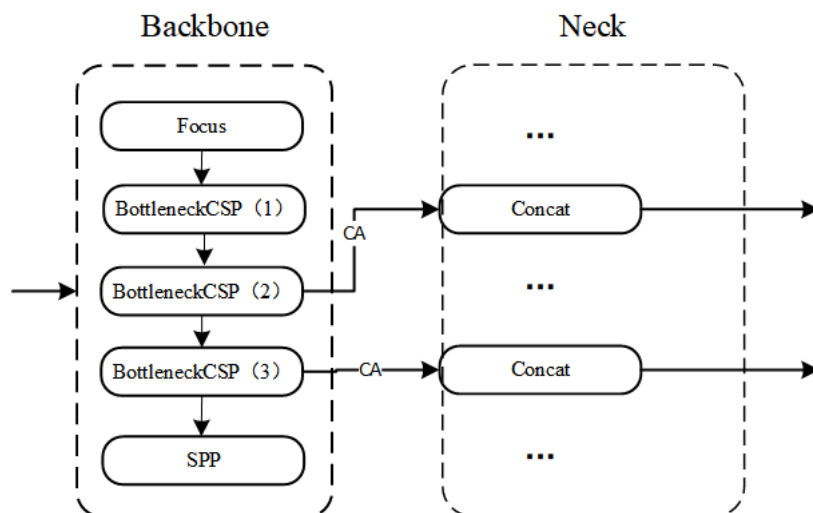 Backbone
Neck
Focus
...
BottleneckCSP（1）
Concat
CA
BottleneckCSP（2）
...
BottleneckCSP（3）
CA
Concat
SPP
...